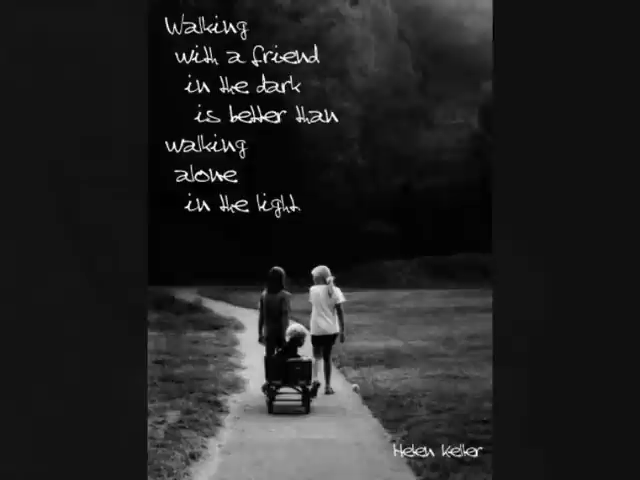 Walking
with a friend
in the dark
is better than
walking
alone
in the light
Helen Keller